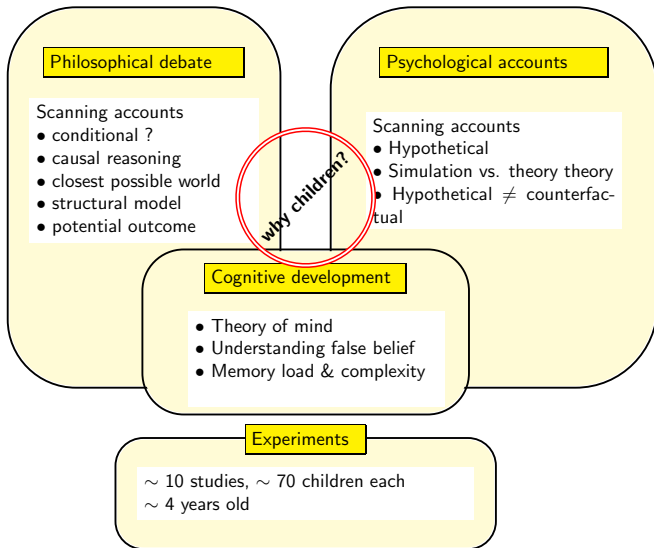 Philosophical debate
Scanning accounts
• conditional ?
• causal reasoning
• closest possible world
• structural model
• potential outcome
Psychological accounts
Scanning accounts
• Hypothetical
• Simulation vs. theory theory
• Hypothetical ≠ counterfac-
tual
why children?
Cognitive development
• Theory of mind
• Understanding false belief
• Memory load & complexity
Experiments
∼ 10 studies, ∼ 70 children each
∼ 4 years old